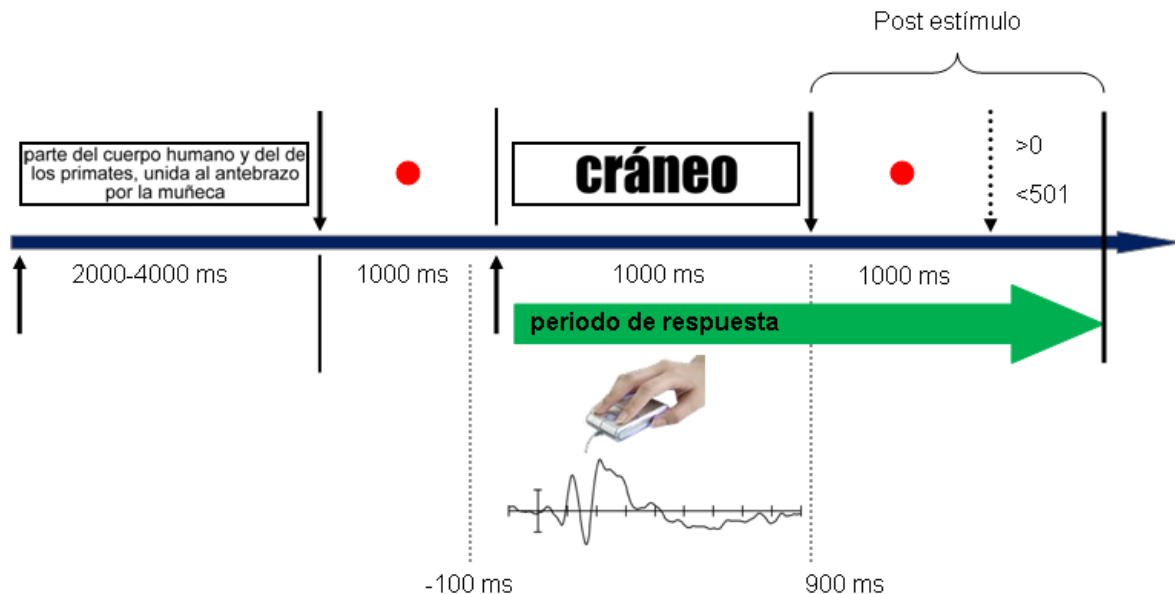 Post estímulo
parte del cuerpo humano y del de
los primates, unida al antebrazo
por la muñeca
cráneo
>0
<501
2000-4000 ms
1000 ms
1000 ms
1000 ms
periodo de respuesta
-100 ms
900 ms